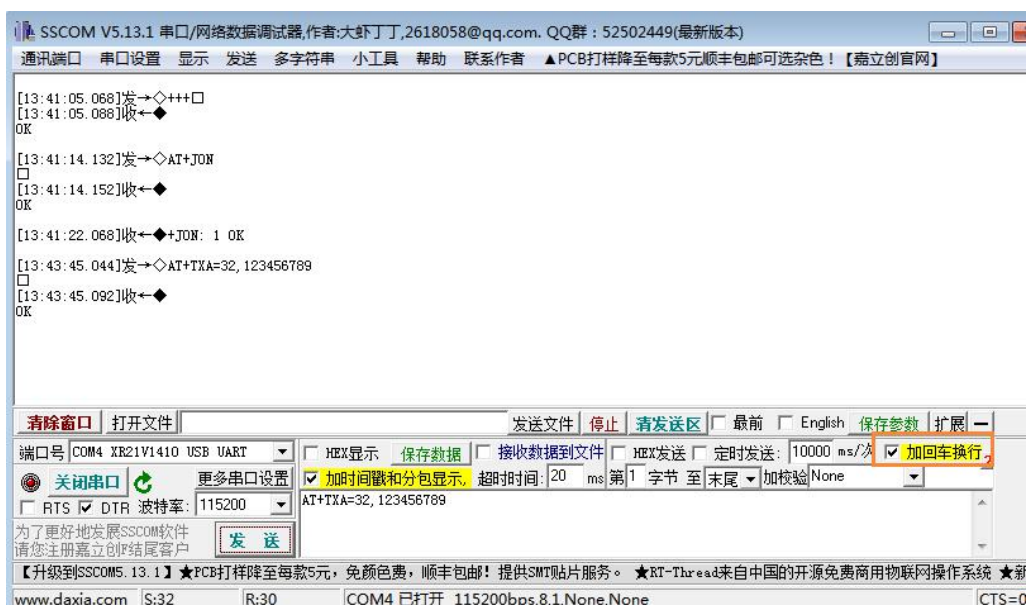 SSCOM V5.13.1 串口/网络数据调试器,作者:大虾丁丁,2618058@qq.com. QQ群：52502449(最新版本)
通讯端口 串口设置 显示 发送 多字符串 小工具 帮助 联系作者 ▲PCB打样降至每款5元顺丰包邮可选杂色！【嘉立创官网】
[13:41:05.068]发→◇+++□
[13:41:05.088]收←◆
OK
[13:41:14.132]发→◇AT+JON
□
[13:41:14.152]收←◆
OK
[13:41:22.068]收←◆+JON: 1 OK
[13:43:45.044]发→◇AT+TXA=32,123456789
□
[13:43:45.092]收←◆
OK
清除窗口 打开文件 发送文件 停止 清发送区 最前 English 保存参数 扩展 —
端口号 COM4 XR21V1410 USB UART HEX显示 保存数据 接收数据到文件 HEX发送 定时发送: 10000 ms/次 加回车换行
关闭串口 更多串口设置 加时间戳和分包显示, 超时时间: 20 ms 第1 字节 至 末尾 加校验 None
RTS DTR 波特率: 115200 AT+TXA=32,123456789
为了更好地发展SSCOM软件
请您注册嘉立创F结尾客户
发 送
【升级到SSCOM5.13.1】★PCB打样降至每款5元，免颜色费，顺丰包邮！提供SMT贴片服务。 ★RT-Thread来自中国的开源免费商用物联网操作系统 ★新
www.daxia.com S:32 R:30 COM4 已打开 115200bps,8,1,None,None CTS=0